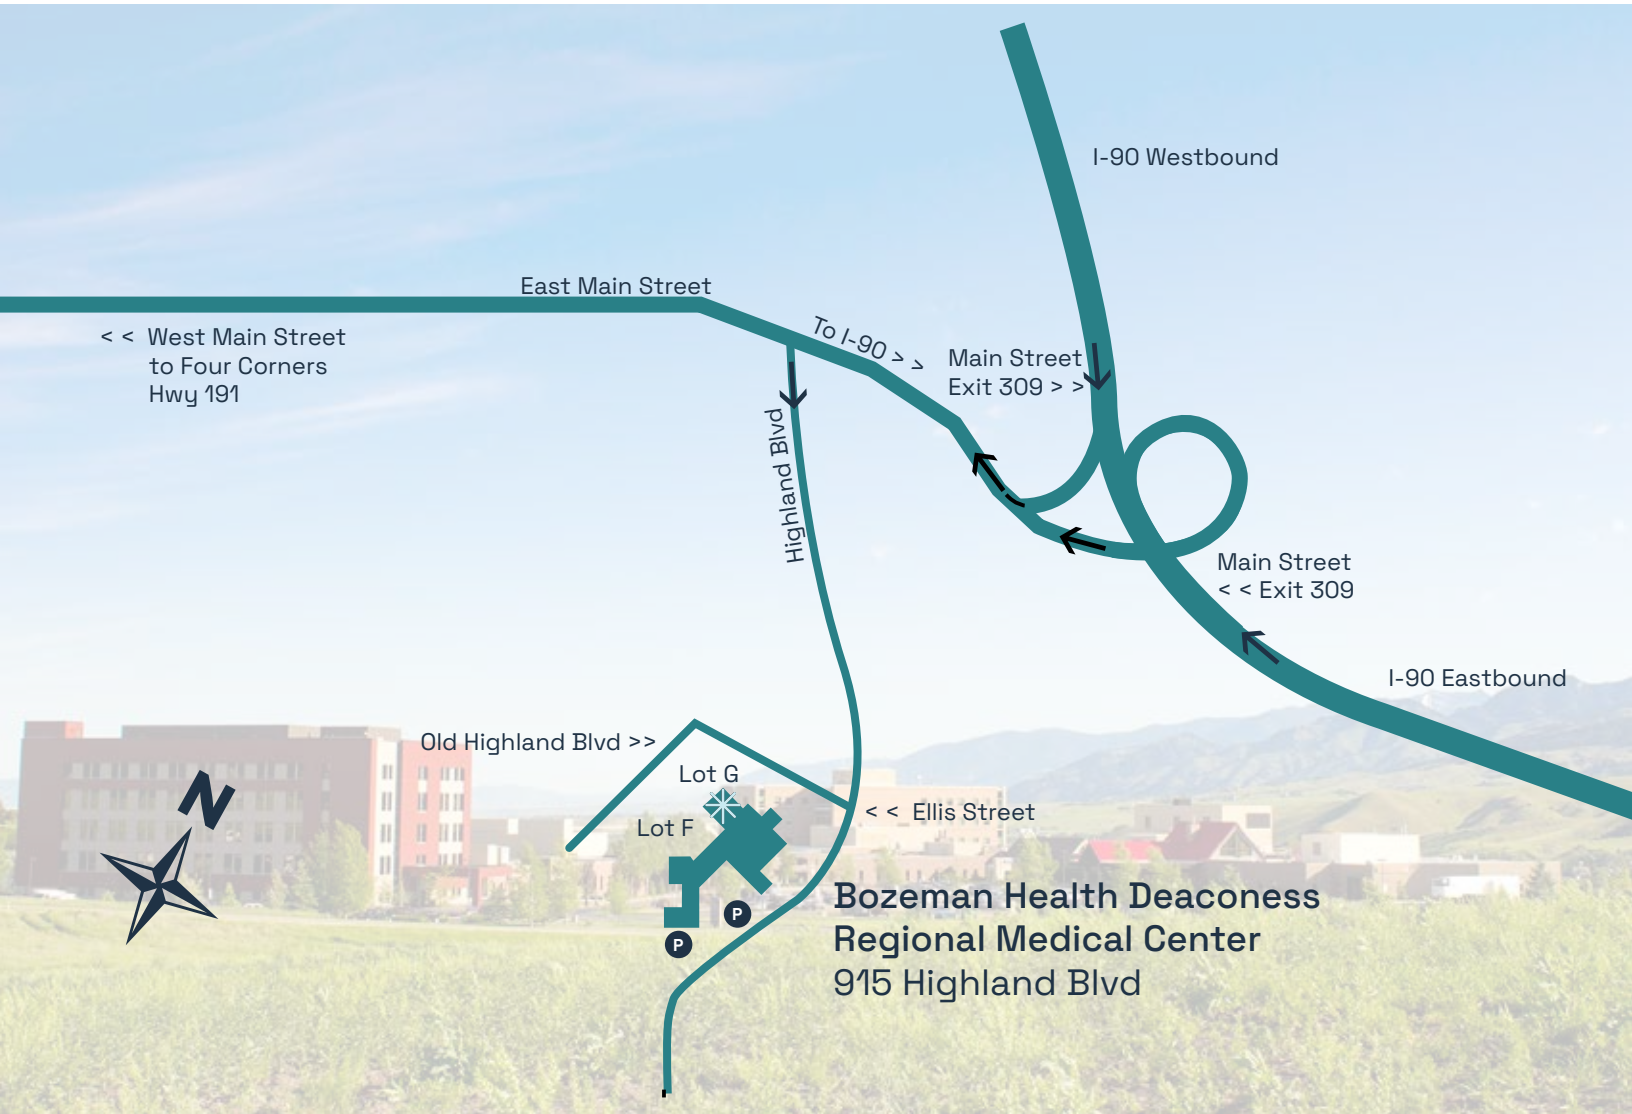 I-90 Westbound
East Main Street
< < West Main Street
to Four Corners
Hwy 191
To I-90 > >
Main Street
Exit 309 > >
Highland Blvd
Main Street
< < Exit 309
I-90 Eastbound
Old Highland Blvd >>
Lot G
N
Lot F
< < Ellis Street
Bozeman Health Deaconess
Regional Medical Center
915 Highland Blvd
P
P